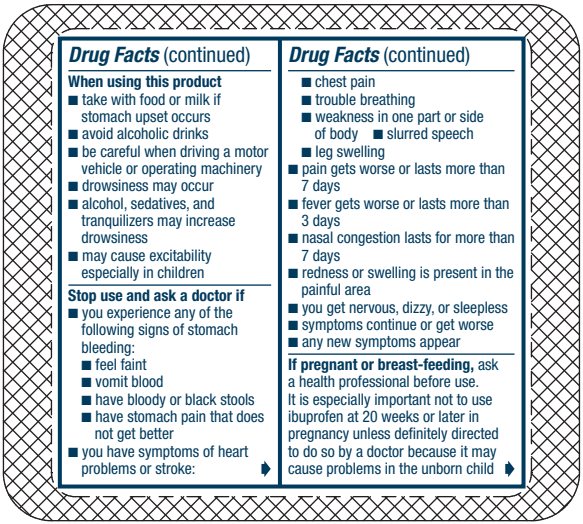 Drug Facts (continued)
When using this product
■ take with food or milk if
stomach upset occurs
■ avoid alcoholic drinks
■ be careful when driving a motor
vehicle or operating machinery
■ drowsiness may occur
■ alcohol, sedatives, and
tranquilizers may increase
drowsiness
■ may cause excitability
especially in children
Stop use and ask a doctor if
■ you experience any of the
following signs of stomach
bleeding:
■ feel faint
■ vomit blood
■ have bloody or black stools
■ have stomach pain that does
not get better
■ you have symptoms of heart
problems or stroke:
Drug Facts (continued)
■ chest pain
■ trouble breathing
■ weakness in one part or side
of body ■ slurred speech
■ leg swelling
■ pain gets worse or lasts more than
7 days
■ fever gets worse or lasts more than
3 days
■ nasal congestion lasts for more than
7 days
■ redness or swelling is present in the
painful area
■ you get nervous, dizzy, or sleepless
■ symptoms continue or get worse
■ any new symptoms appear
If pregnant or breast-feeding, ask
a health professional before use.
It is especially important not to use
ibuprofen at 20 weeks or later in
pregnancy unless definitely directed
to do so by a doctor because it may
cause problems in the unborn child